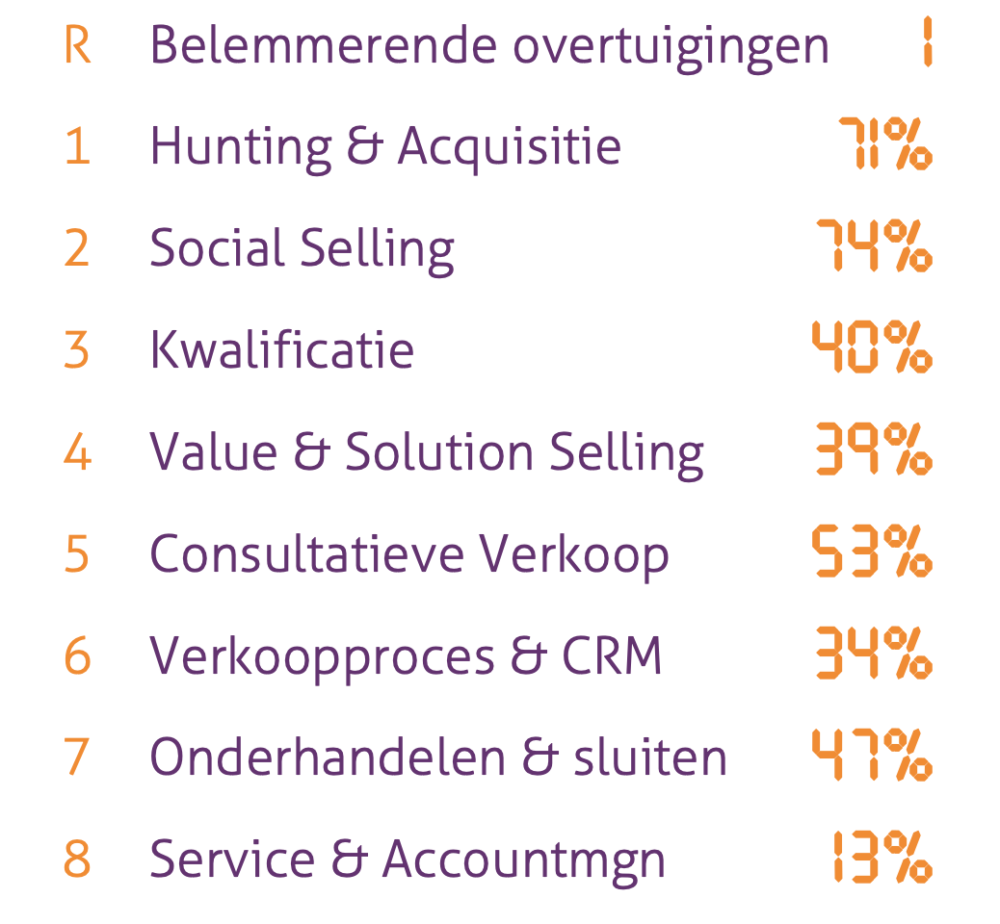 R Belemmerende overtuigingen 1
1 Hunting & Acquisitie 71%
2 Social Selling 74%
3 Kwalificatie 40%
4 Value & Solution Selling 39%
5 Consultatieve Verkoop 53%
6 Verkoopproces & CRM 34%
7 Onderhandelen & sluiten 47%
8 Service & Accountmgn 13%